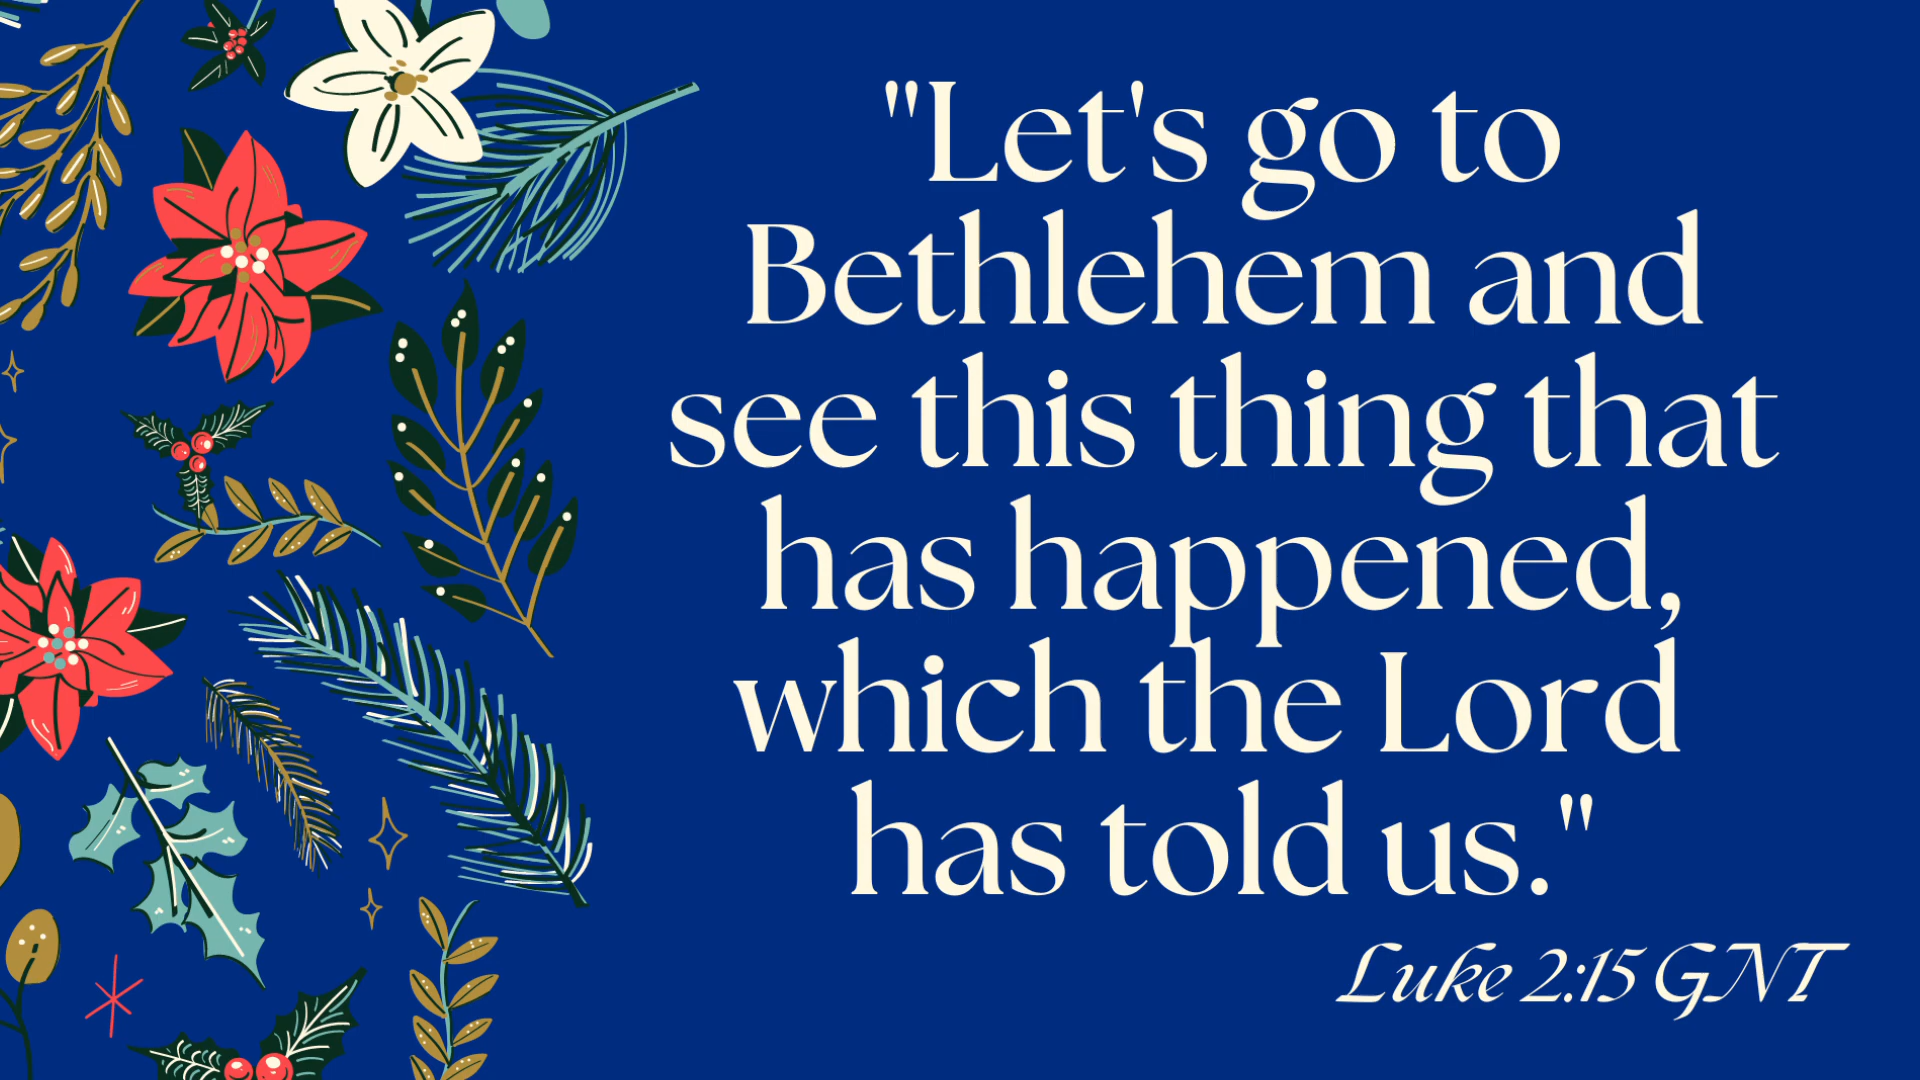 "Let's go to
Bethlehem and
see this thing that
has happened,
which the Lord
has told us."
Luke 2:15 GNT